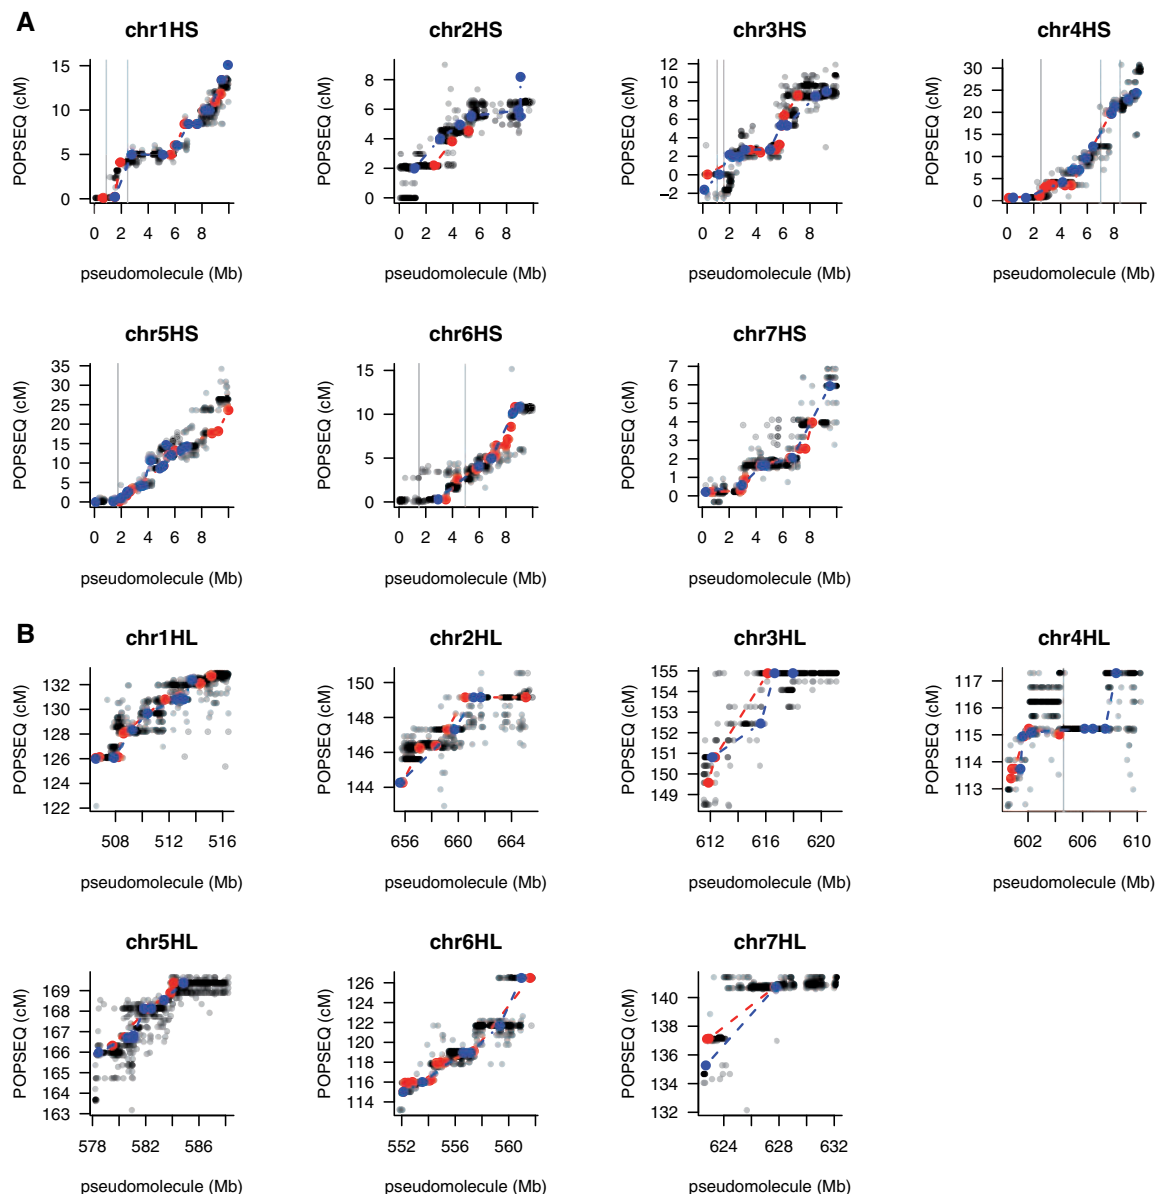 A
chr1HS
chr2HS
chr3HS
chr4HS
POPSEQ (cM)
0
5
10
15
0 2 4 6 8
pseudomolecule (Mb)
POPSEQ (cM)
0
2
4
6
8
0 2 4 6 8
pseudomolecule (Mb)
POPSEQ (cM)
−2
0
2
4
6
8
10
12
0 2 4 6 8
pseudomolecule (Mb)
POPSEQ (cM)
0
5
10
15
20
25
30
0 2 4 6 8
pseudomolecule (Mb)
chr5HS
chr6HS
chr7HS
POPSEQ (cM)
0
5
10
15
20
25
30
35
0 2 4 6 8
pseudomolecule (Mb)
POPSEQ (cM)
0
5
10
15
0 2 4 6 8
pseudomolecule (Mb)
POPSEQ (cM)
0
1
2
3
4
5
6
7
0 2 4 6 8
pseudomolecule (Mb)
B
chr1HL
chr2HL
chr3HL
chr4HL
POPSEQ (cM)
122
124
126
128
130
132
508 512 516
pseudomolecule (Mb)
POPSEQ (cM)
144
146
148
150
656 660 664
pseudomolecule (Mb)
POPSEQ (cM)
149
150
151
152
153
154
155
612 616 620
pseudomolecule (Mb)
POPSEQ (cM)
113
114
115
116
117
602 606 610
pseudomolecule (Mb)
chr5HL
chr6HL
chr7HL
POPSEQ (cM)
163
164
165
166
167
168
169
578 582 586
pseudomolecule (Mb)
POPSEQ (cM)
114
116
118
120
122
124
126
552 556 560
pseudomolecule (Mb)
POPSEQ (cM)
132
134
136
138
140
624 628 632
pseudomolecule (Mb)